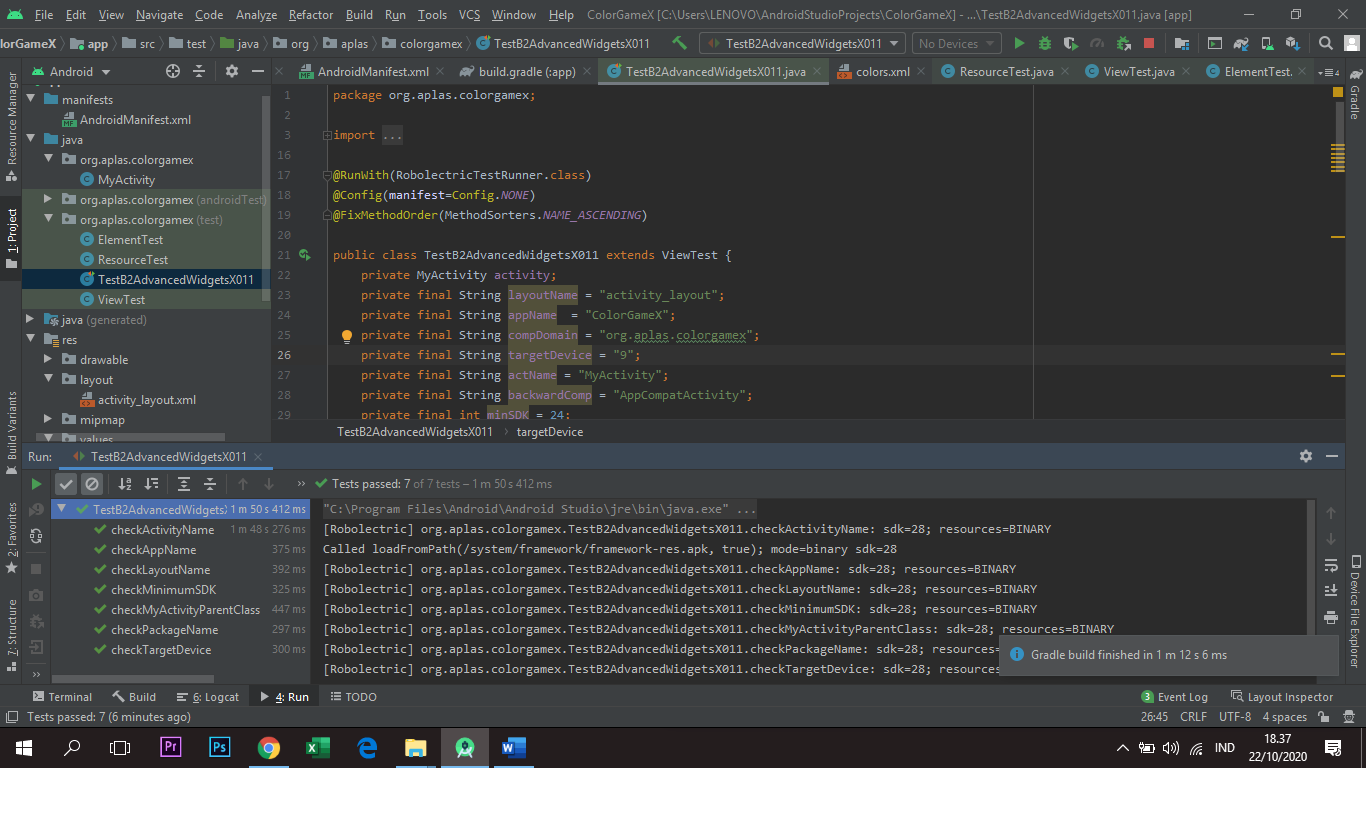 File Edit View Navigate Code Analyze Refactor Build Run Tools VCS Window Help ColorGameX [C:\Users\LENOVO\AndroidStudioProjects\ColorGameX] - ...\TestB2AdvancedWidgetsX011.java [app]
lorGameX app src test java org aplas colorgamex TestB2AdvancedWidgetsX011 TestB2AdvancedWidgetsX011 No Devices
Android
AndroidManifest.xml build.gradle (:app) TestB2AdvancedWidgetsX011.java colors.xml ResourceTest.java ViewTest.java ElementTest. 4
Resource Manager
1: Project
Build Variants
2: Favorites
7: Structure
manifests
AndroidManifest.xml
java
org.aplas.colorgamex
MyActivity
org.aplas.colorgamex (androidTest)
org.aplas.colorgamex (test)
ElementTest
ResourceTest
TestB2AdvancedWidgetsX011
ViewTest
java (generated)
res
drawable
layout
activity_layout.xml
mipmap
values
1 package org.aplas.colorgamex;
2
3 import ...
16
17 @RunWith(RobolectricTestRunner.class)
18 @Config(manifest=Config.NONE)
19 @FixMethodOrder(MethodSorters.NAME_ASCENDING)
20
21 public class TestB2AdvancedWidgetsX011 extends ViewTest {
22 private MyActivity activity;
23 private final String layoutName = "activity_layout";
24 private final String appName = "ColorGameX";
25 private final String compDomain = "org.aplas.colorgamex";
26 private final String targetDevice = "9";
27 private final String actName = "MyActivity";
28 private final String backwardComp = "AppCompatActivity";
29 private final int minSDK = 24;
TestB2AdvancedWidgetsX011 targetDevice
Gradle
Device File Explorer
Run: TestB2AdvancedWidgetsX011
Tests passed: 7 of 7 tests – 1 m 50 s 412 ms
TestB2AdvancedWidgets 1 m 50 s 412 ms
checkActivityName 1 m 48 s 276 ms
checkAppName 375 ms
checkLayoutName 392 ms
checkMinimumSDK 325 ms
checkMyActivityParentClass 447 ms
checkPackageName 297 ms
checkTargetDevice 300 ms
"C:\Program Files\Android\Android Studio\jre\bin\java.exe" ...
[Robolectric] org.aplas.colorgamex.TestB2AdvancedWidgetsX011.checkActivityName: sdk=28; resources=BINARY
Called loadFromPath(/system/framework/framework-res.apk, true); mode=binary sdk=28
[Robolectric] org.aplas.colorgamex.TestB2AdvancedWidgetsX011.checkAppName: sdk=28; resources=BINARY
[Robolectric] org.aplas.colorgamex.TestB2AdvancedWidgetsX011.checkLayoutName: sdk=28; resources=BINARY
[Robolectric] org.aplas.colorgamex.TestB2AdvancedWidgetsX011.checkMinimumSDK: sdk=28; resources=BINARY
[Robolectric] org.aplas.colorgamex.TestB2AdvancedWidgetsX011.checkMyActivityParentClass: sdk=28; resources=BINARY
[Robolectric] org.aplas.colorgamex.TestB2AdvancedWidgetsX011.checkPackageName: sdk=28; resources=
[Robolectric] org.aplas.colorgamex.TestB2AdvancedWidgetsX011.checkTargetDevice: sdk=28; resources=
Gradle build finished in 1 m 12 s 6 ms
Terminal Build 6: Logcat 4: Run TODO 3 Event Log Layout Inspector
Tests passed: 7 (6 minutes ago) 26:45 CRLF UTF-8 4 spaces
Pr Ps IND 18.37
22/10/2020